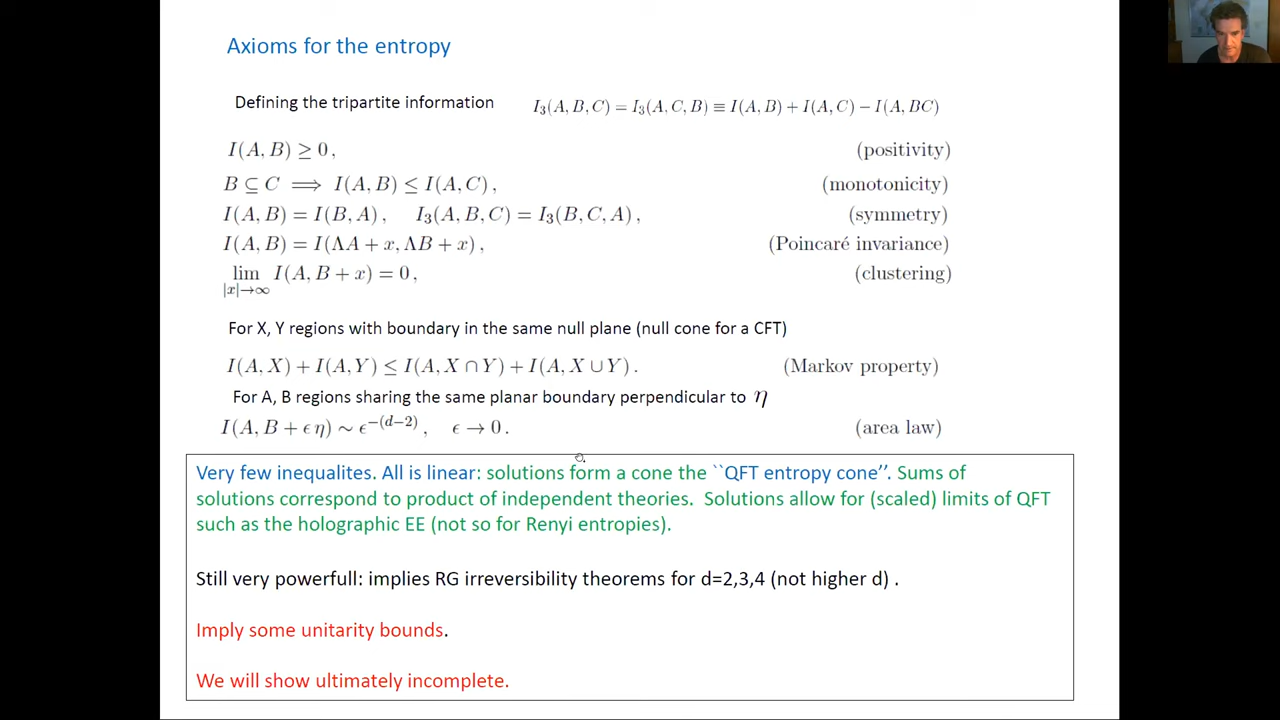 Axioms for the entropy
Defining the tripartite information I₃(A, B, C) = I₃(A, C, B) ≡ I(A, B) + I(A, C) − I(A, BC)
I(A, B) ≥ 0 , (positivity)
B ⊆ C ⟹ I(A, B) ≤ I(A, C) , (monotonicity)
I(A, B) = I(B, A) , I₃(A, B, C) = I₃(B, C, A) , (symmetry)
I(A, B) = I(ΛA + x, ΛB + x) , (Poincaré invariance)
lim_{|x|→∞} I(A, B + x) = 0 , (clustering)
For X, Y regions with boundary in the same null plane (null cone for a CFT)
I(A, X) + I(A, Y) ≤ I(A, X ∩ Y) + I(A, X ∪ Y) . (Markov property)
For A, B regions sharing the same planar boundary perpendicular to η
I(A, B + ϵ η) ∼ ϵ^{−(d−2)} , ϵ → 0 . (area law)
Very few inequalites. All is linear: solutions form a cone the ``QFT entropy cone’’. Sums of
solutions correspond to product of independent theories. Solutions allow for (scaled) limits of QFT
such as the holographic EE (not so for Renyi entropies).
Still very powerfull: implies RG irreversibility theorems for d=2,3,4 (not higher d) .
Imply some unitarity bounds.
We will show ultimately incomplete.